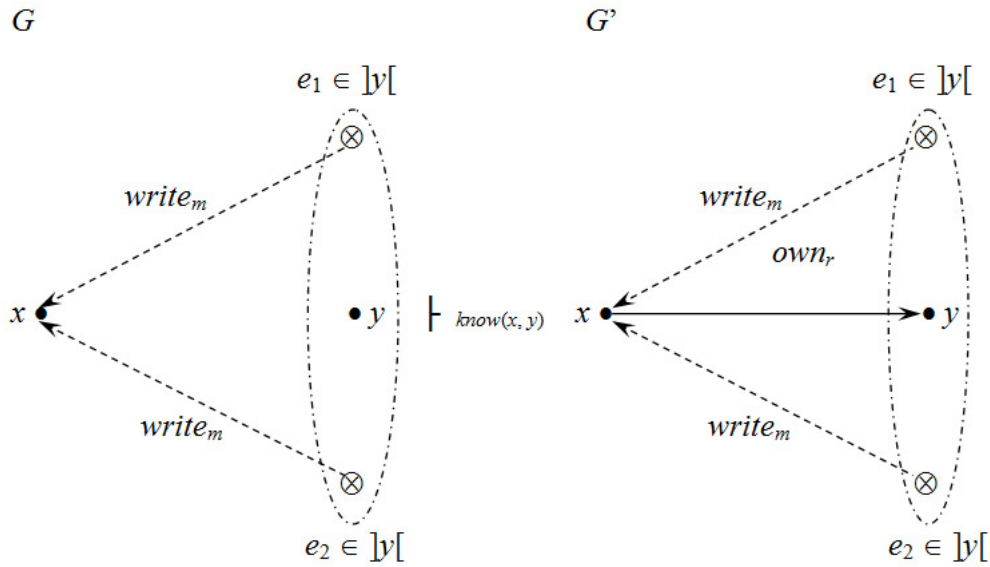 G
G’
e₁ ∈ ]y[
e₁ ∈ ]y[
writeₘ
writeₘ
ownᵣ
x
y
know(x, y)
x
y
writeₘ
writeₘ
e₂ ∈ ]y[
e₂ ∈ ]y[